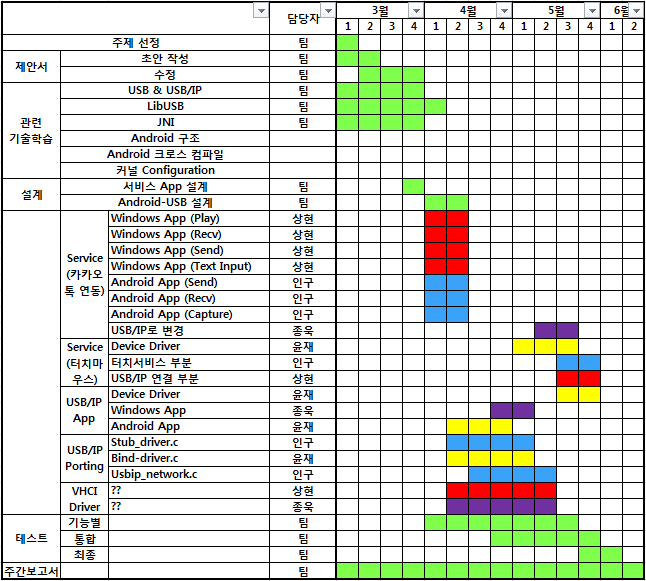 담당자 3월 4월 5월 6월
1 2 3 4 1 2 3 4 1 2 3 4 1 2
주제 선정 팀
제안서 초안 작성 팀
수정 팀
관련 기술학습 USB & USB/IP 팀
LibUSB 팀
JNI 팀
Android 구조
Android 크로스 컴파일
커널 Configuration
설계 서비스 App 설계 팀
Android-USB 설계 팀
Service (카카오톡 연동) Windows App (Play) 상현
Windows App (Recv) 상현
Windows App (Send) 상현
Windows App (Text Input) 상현
Android App (Send) 인구
Android App (Recv) 인구
Android App (Capture) 인구
USB/IP로 변경 종욱
Service (터치마우스) Device Driver 윤재
터치서비스 부분 인구
USB/IP 연결 부분 상현
USB/IP App Device Driver 윤재
Windows App 종욱
Android App 윤재
USB/IP Porting Stub_driver.c 인구
Bind-driver.c 윤재
Usbip_network.c 인구
VHCI Driver ?? 상현
?? 종욱
테스트 기능별 팀
통합 팀
최종 팀
주간보고서 팀